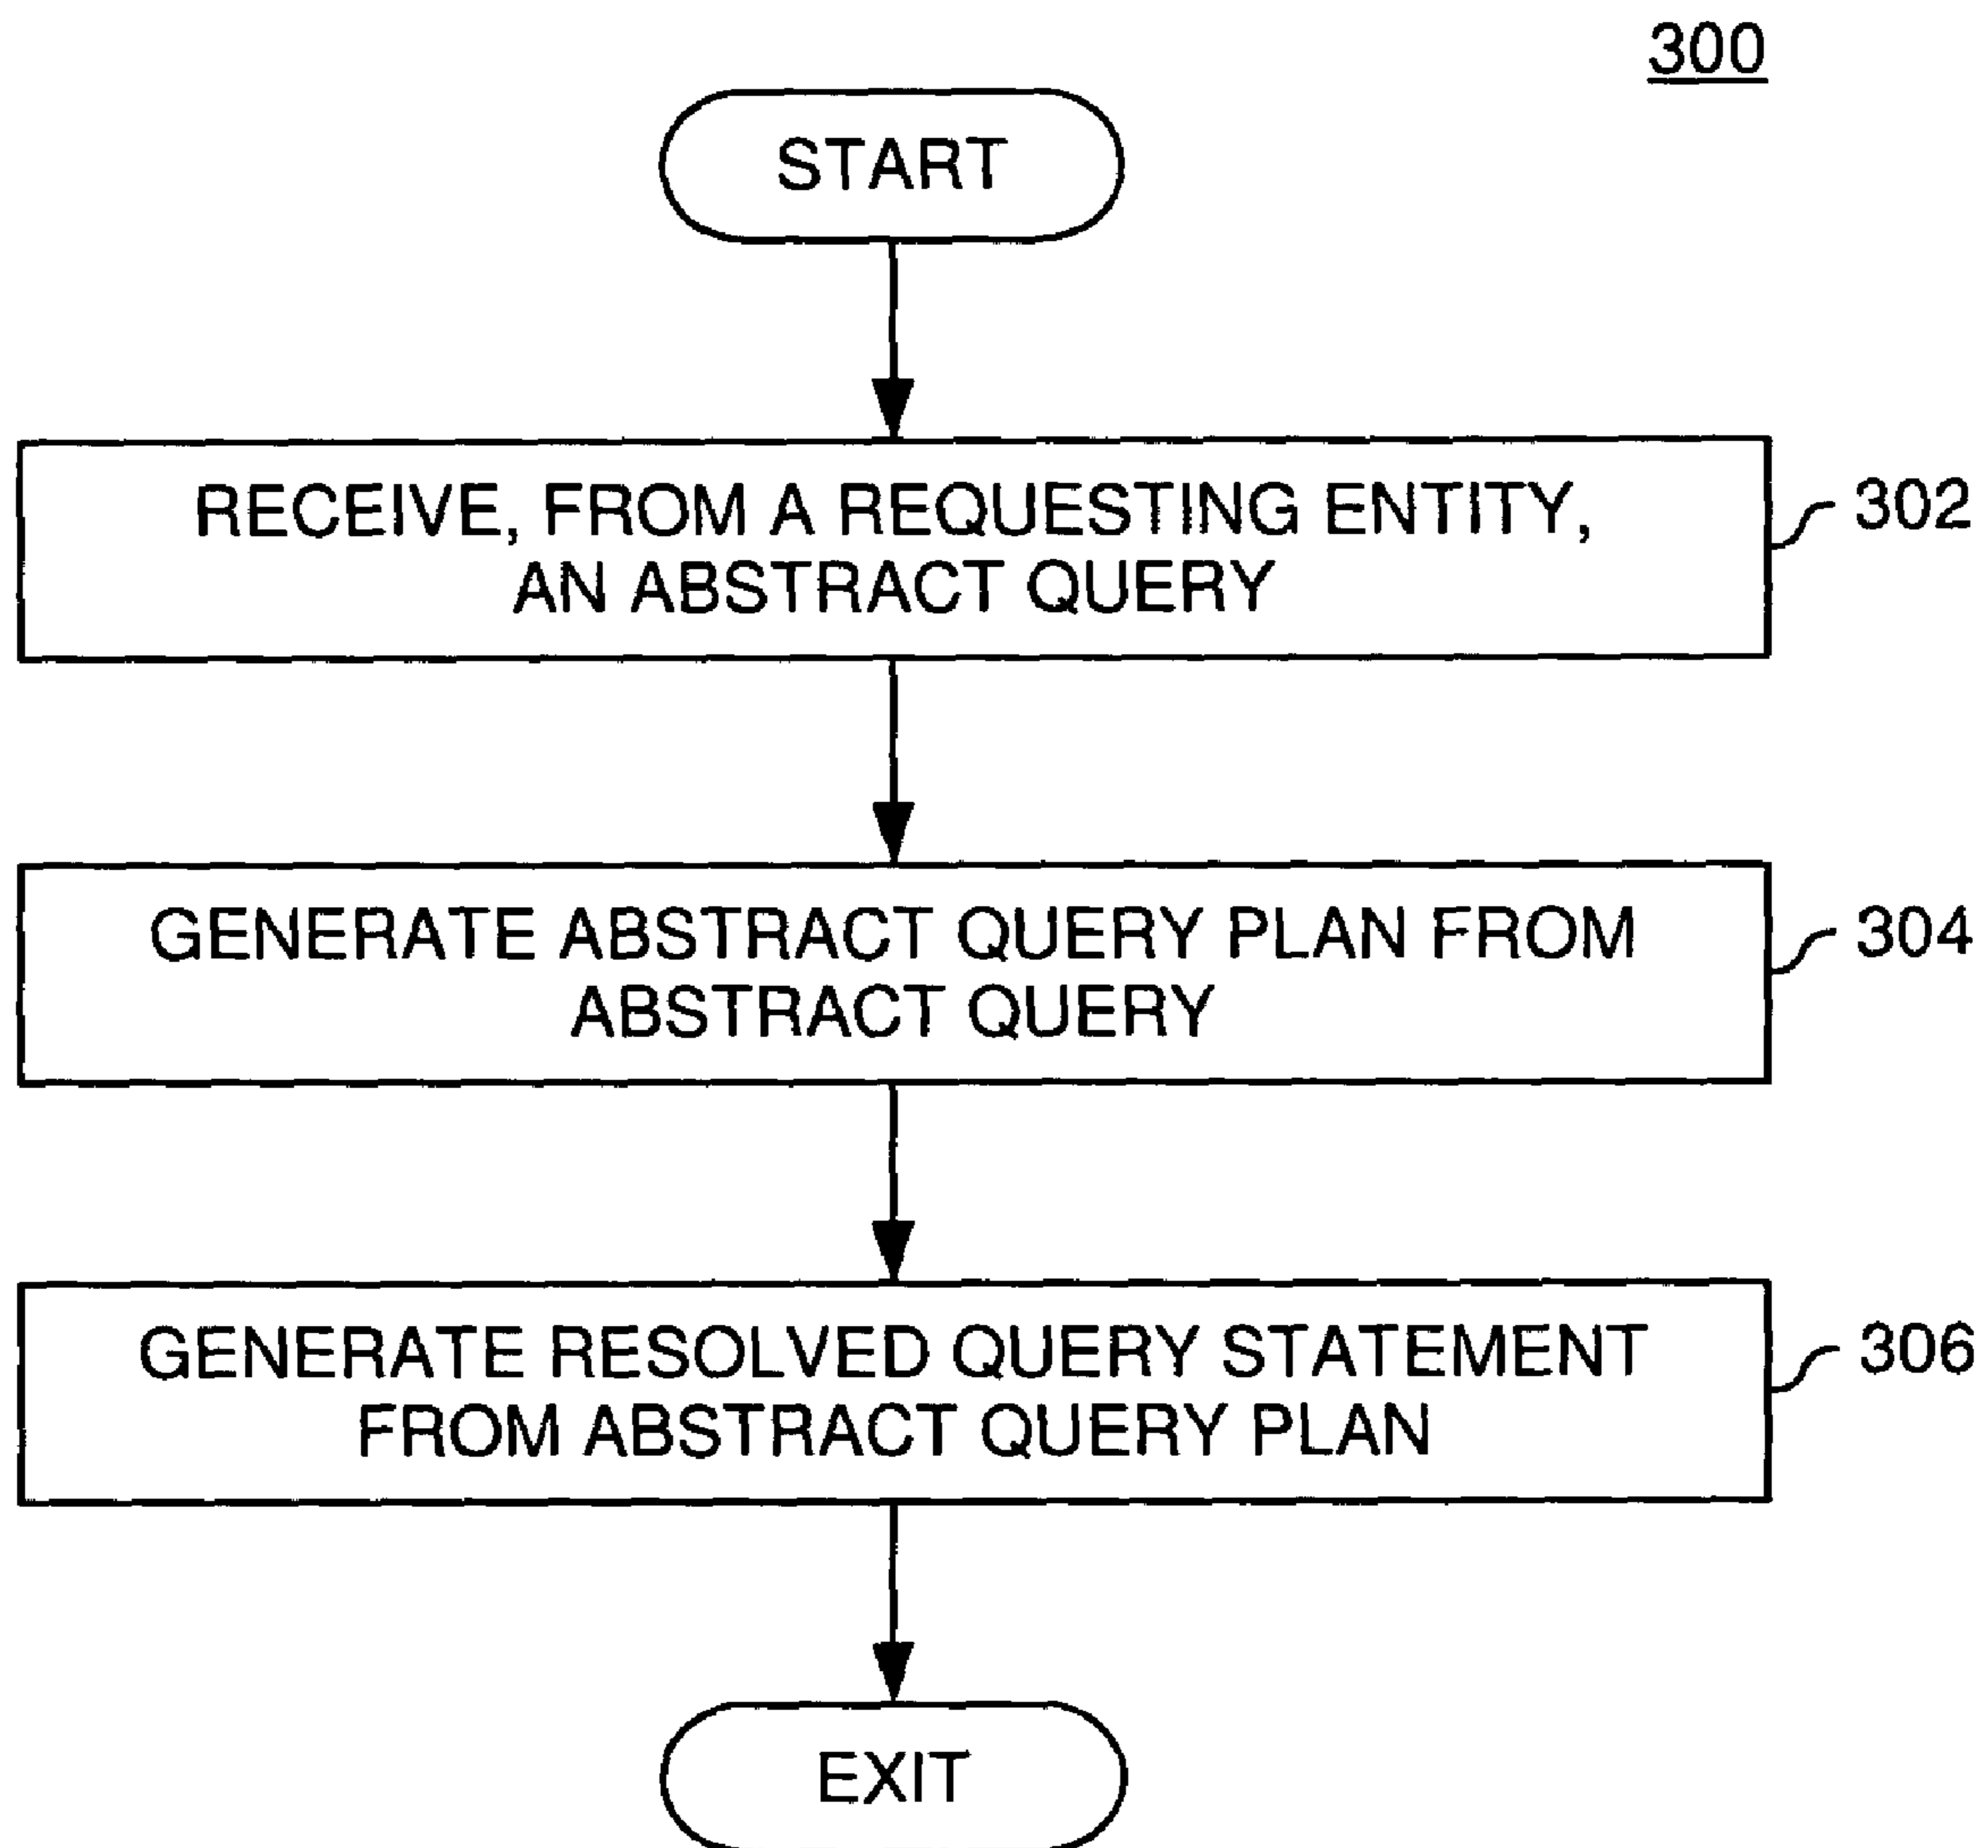 300
START
RECEIVE, FROM A REQUESTING ENTITY,
AN ABSTRACT QUERY
302
GENERATE ABSTRACT QUERY PLAN FROM
ABSTRACT QUERY
304
GENERATE RESOLVED QUERY STATEMENT
FROM ABSTRACT QUERY PLAN
306
EXIT